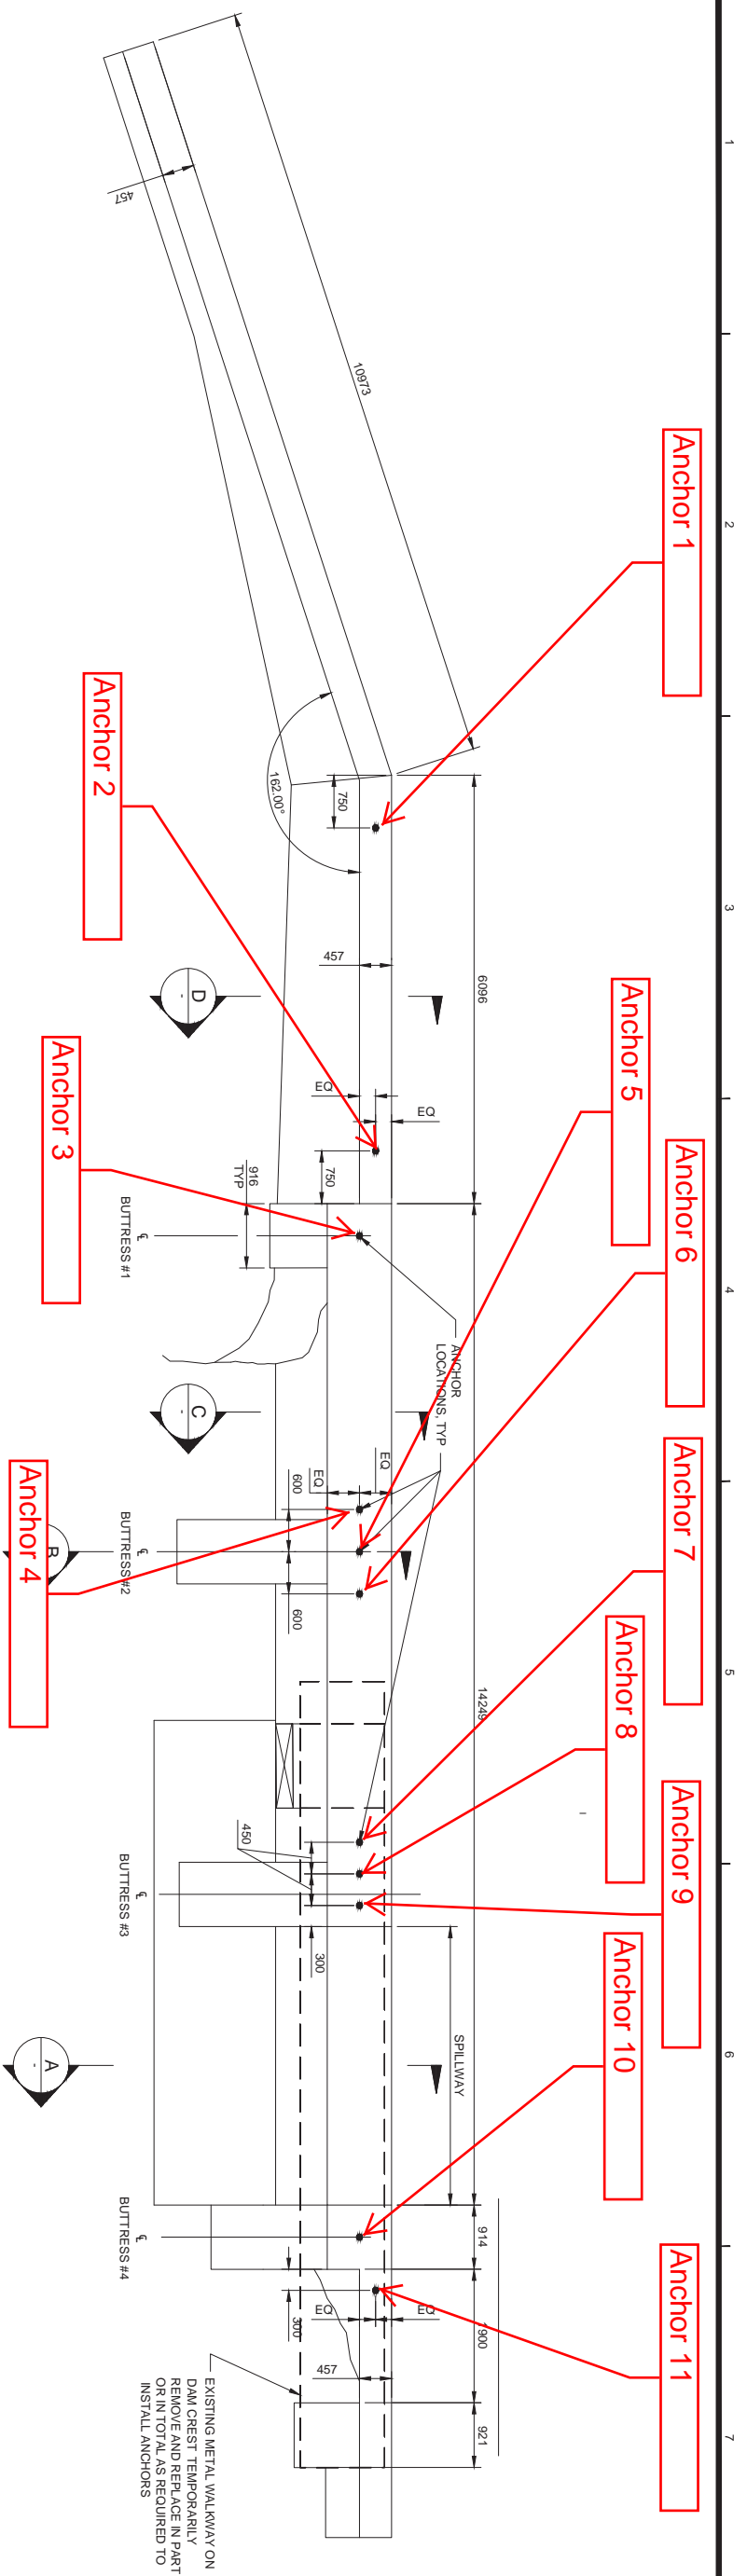 1
2
3
4
5
6
7
Anchor 1
Anchor 2
Anchor 3
Anchor 4
Anchor 5
Anchor 6
Anchor 7
Anchor 8
Anchor 9
Anchor 10
Anchor 11
10973
457
162.00°
750
457
6096
EQ
EQ
750
916
TYP
D
-
C
-
B
A
-
ANCHOR
LOCATIONS, TYP
EQ
EQ
600
600
14249
450
300
SPILLWAY
914
1900
921
EQ
EQ
300
457
℄
BUTTRESS #1
℄
BUTTRESS #2
℄
BUTTRESS #3
℄
BUTTRESS #4
EXISTING METAL WALKWAY ON
DAM CREST TEMPORARILY
REMOVE AND REPLACE IN PART
OR IN TOTAL AS REQUIRED TO
INSTALL ANCHORS